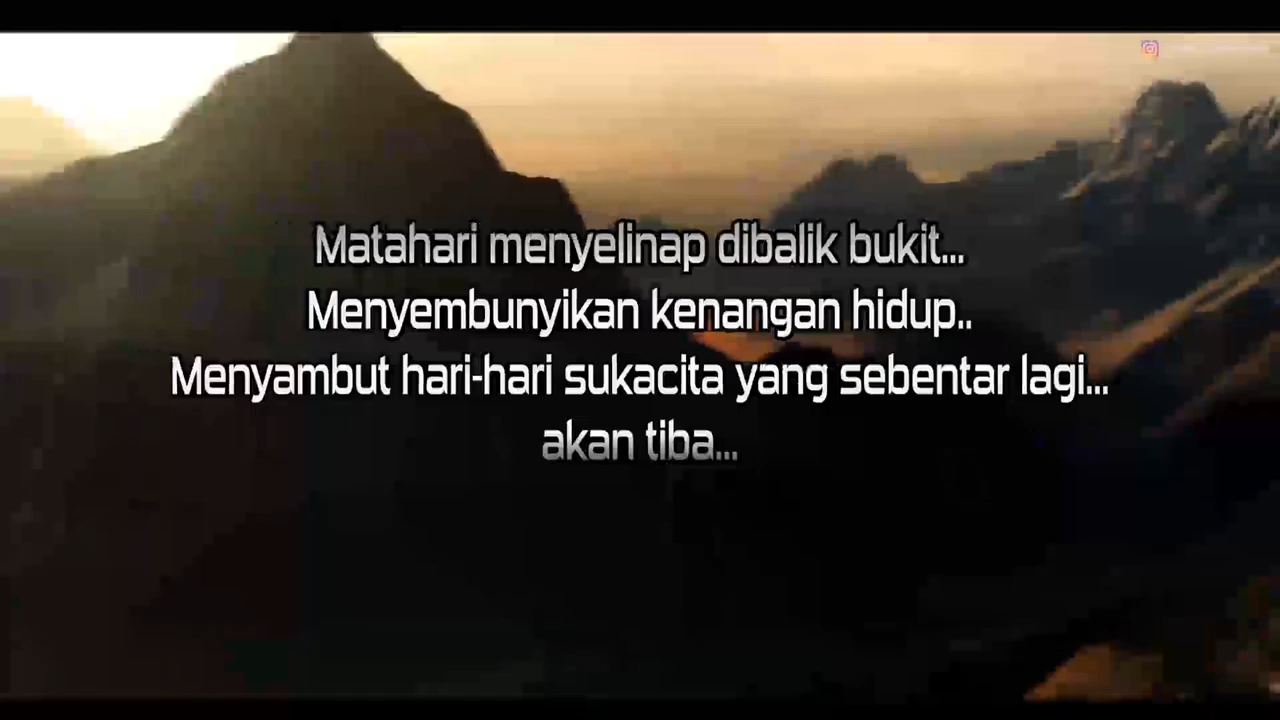 Matahari menyelinap dibalik bukit...
Menyembunyikan kenangan hidup..
Menyambut hari-hari sukacita yang sebentar lagi...
akan tiba...